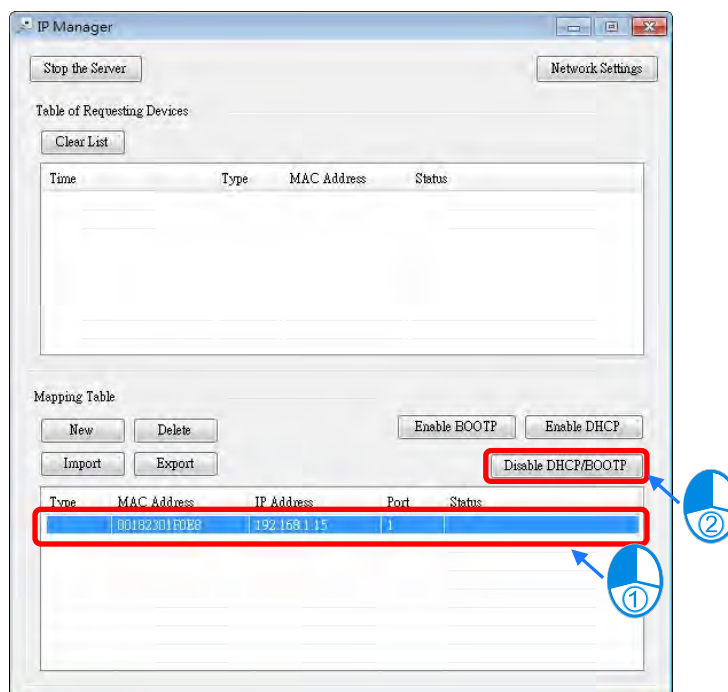 IP Manager
Stop the Server Network Settings
Table of Requesting Devices
Clear List
Time Type MAC Address Status
Mapping Table
New Delete Enable BOOTP Enable DHCP
Import Export Disable DHCP/BOOTP
Type MAC Address IP Address Port Status
00182301F0E8 192.168.1.15 1
②
①